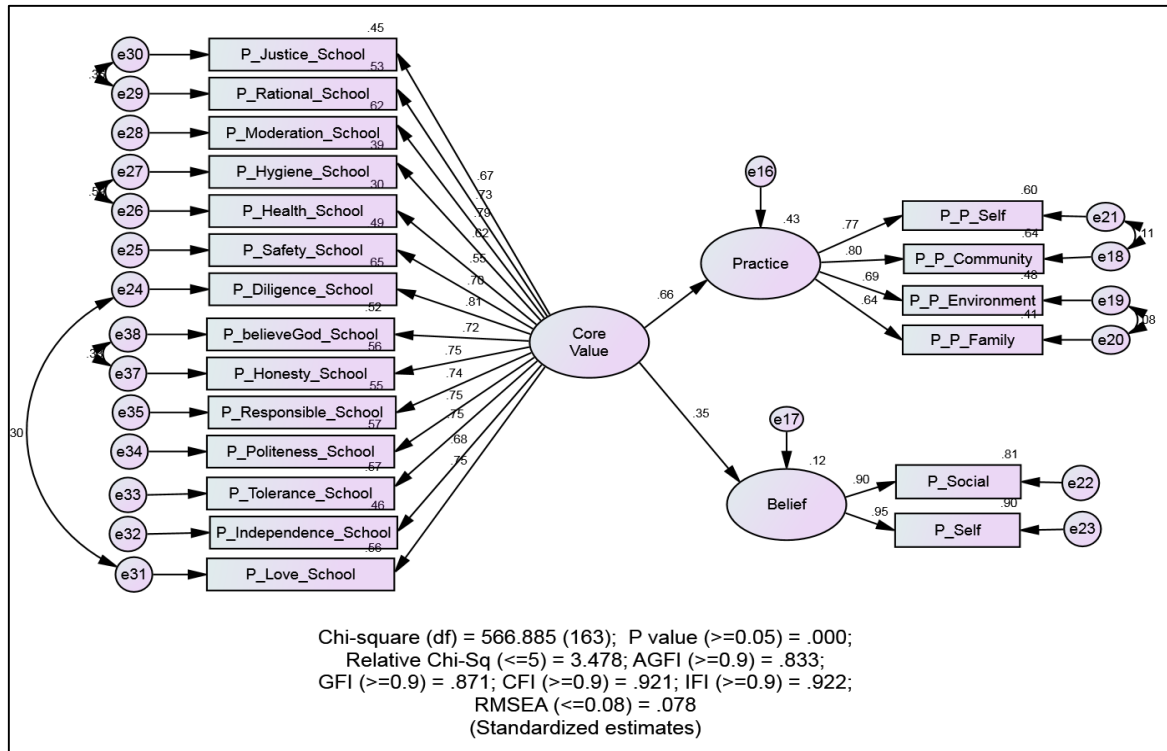 .45
e30
P_Justice_School
.53
e29
P_Rational_School
.62
e28
P_Moderation_School
.39
e27
P_Hygiene_School
.30
e26
P_Health_School
.49
e25
P_Safety_School
.65
e24
P_Diligence_School
.52
e38
P_believeGod_School
.56
e37
P_Honesty_School
.55
e35
P_Responsible_School
.57
e34
P_Politeness_School
.57
e33
P_Tolerance_School
.46
e32
P_Independence_School
.56
e31
P_Love_School
.30
.67
.73
.79
.62
.55
.70
.81
.72
.75
.74
.75
.75
.68
.75
Core
Value
.66
.35
e16
.43
Practice
.77
.80
.69
.64
.60
P_P_Self
e21
.64
.11
P_P_Community
e18
.48
P_P_Environment
e19
.41
.08
P_P_Family
e20
e17
.12
Belief
.90
.95
.81
P_Social
e22
.90
P_Self
e23
Chi-square (df) = 566.885 (163); P value (>=0.05) = .000;
Relative Chi-Sq (<=5) = 3.478; AGFI (>=0.9) = .833;
GFI (>=0.9) = .871; CFI (>=0.9) = .921; IFI (>=0.9) = .922;
RMSEA (<=0.08) = .078
(Standardized estimates)